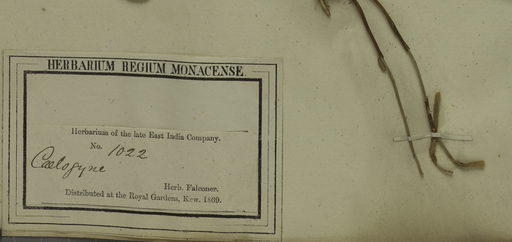 HERBARIUM REGIUM MONACENSE.
Herbarium of the late East India Company.
No. 1022
Coelogyne
Herb. Falconer.
Distributed at the Royal Gardens, Kew. 1869.